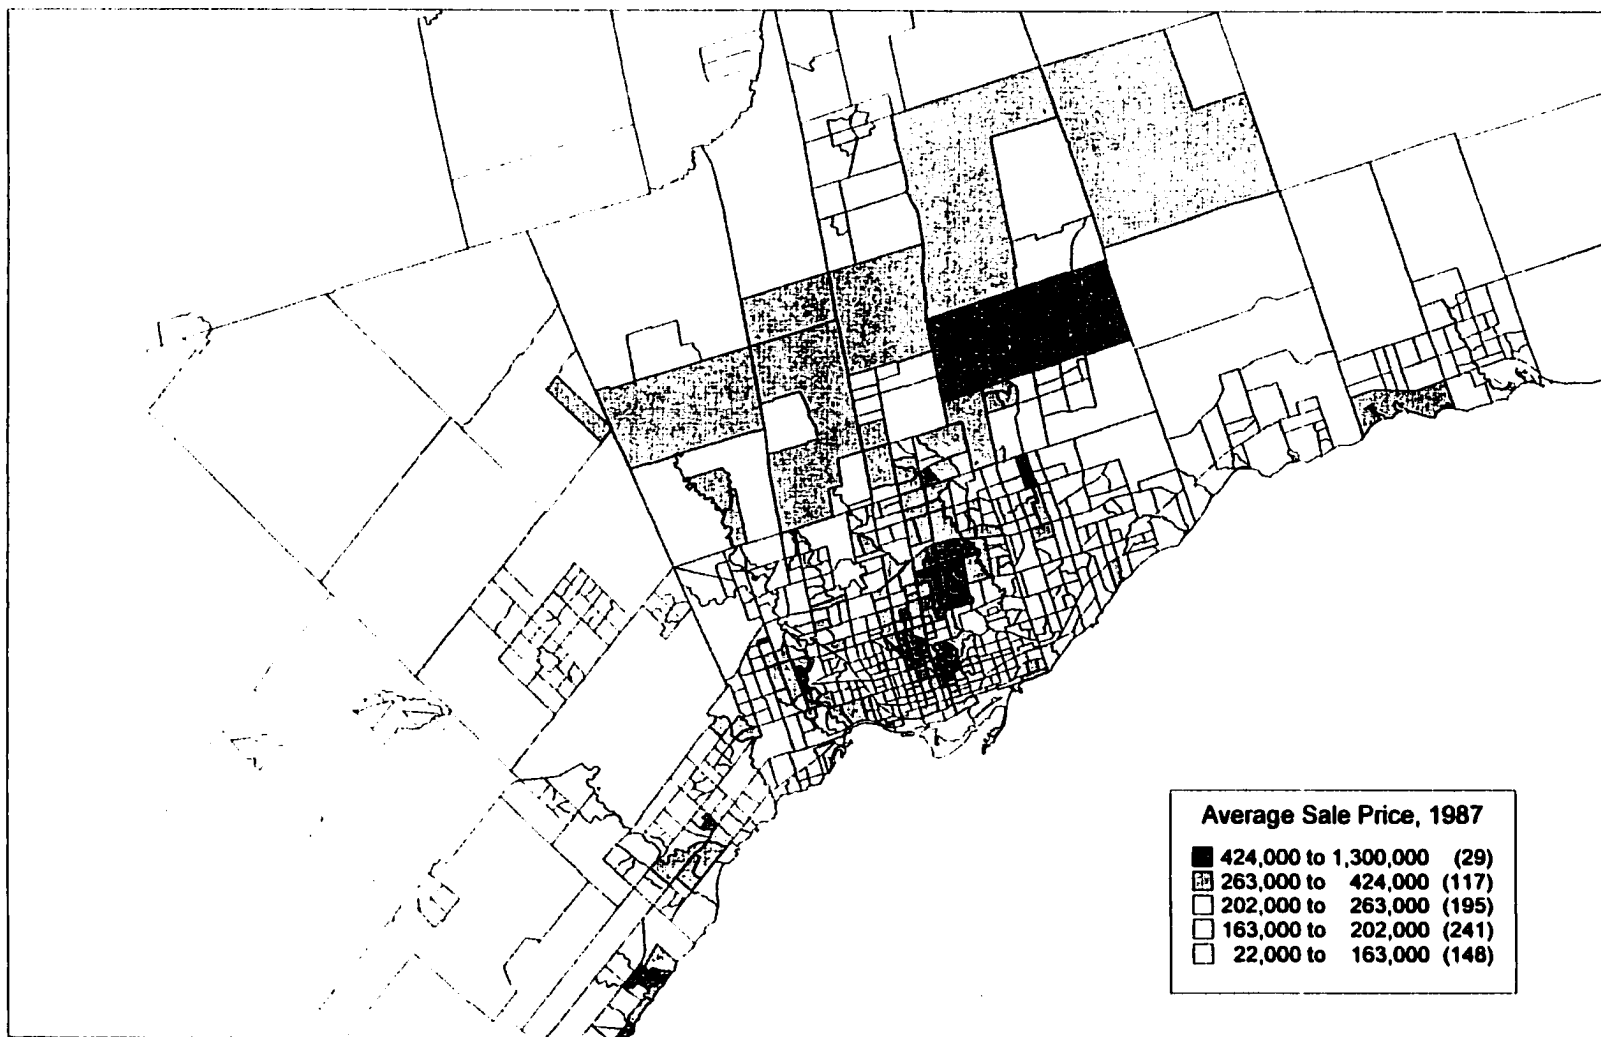 Average Sale Price, 1987
424,000 to 1,300,000 (29)
263,000 to 424,000 (117)
202,000 to 263,000 (195)
163,000 to 202,000 (241)
22,000 to 163,000 (148)